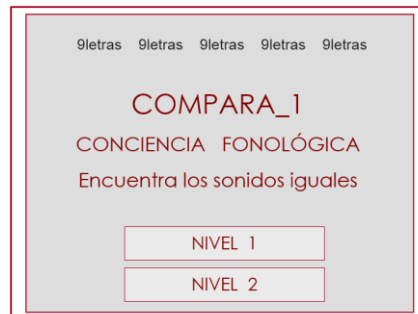 9letras 9letras 9letras 9letras 9letras
COMPARA_1
CONCIENCIA FONOLÓGICA
Encuentra los sonidos iguales
NIVEL 1
NIVEL 2